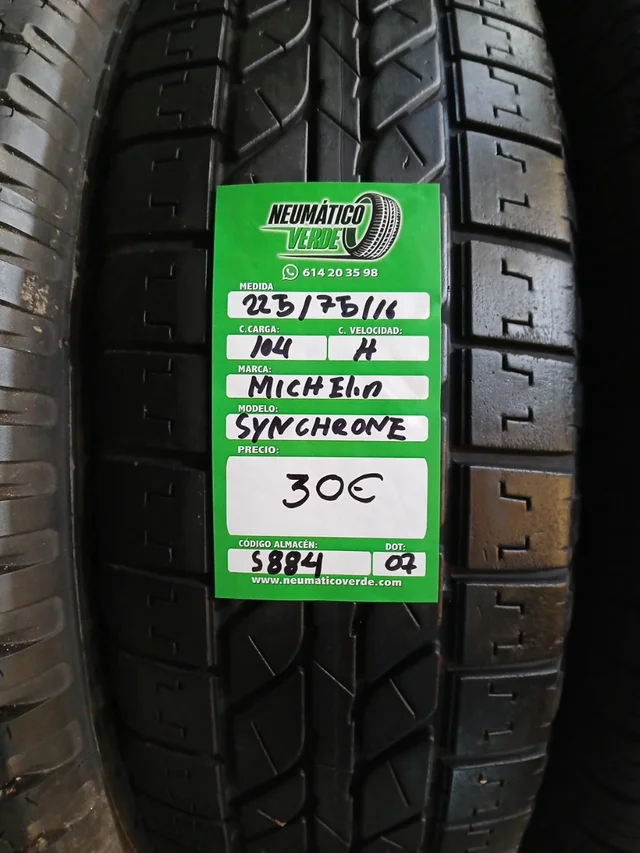 NEUMÁTICO
VERDE
614 20 35 98
MEDIDA
225/75/16
C.CARGA: C. VELOCIDAD:
104 H
MARCA:
MICHELIN
MODELO:
SYNCHRONE
PRECIO:
30€
CÓDIGO ALMACÉN: DOT:
S884 07
www.neumaticoverde.com